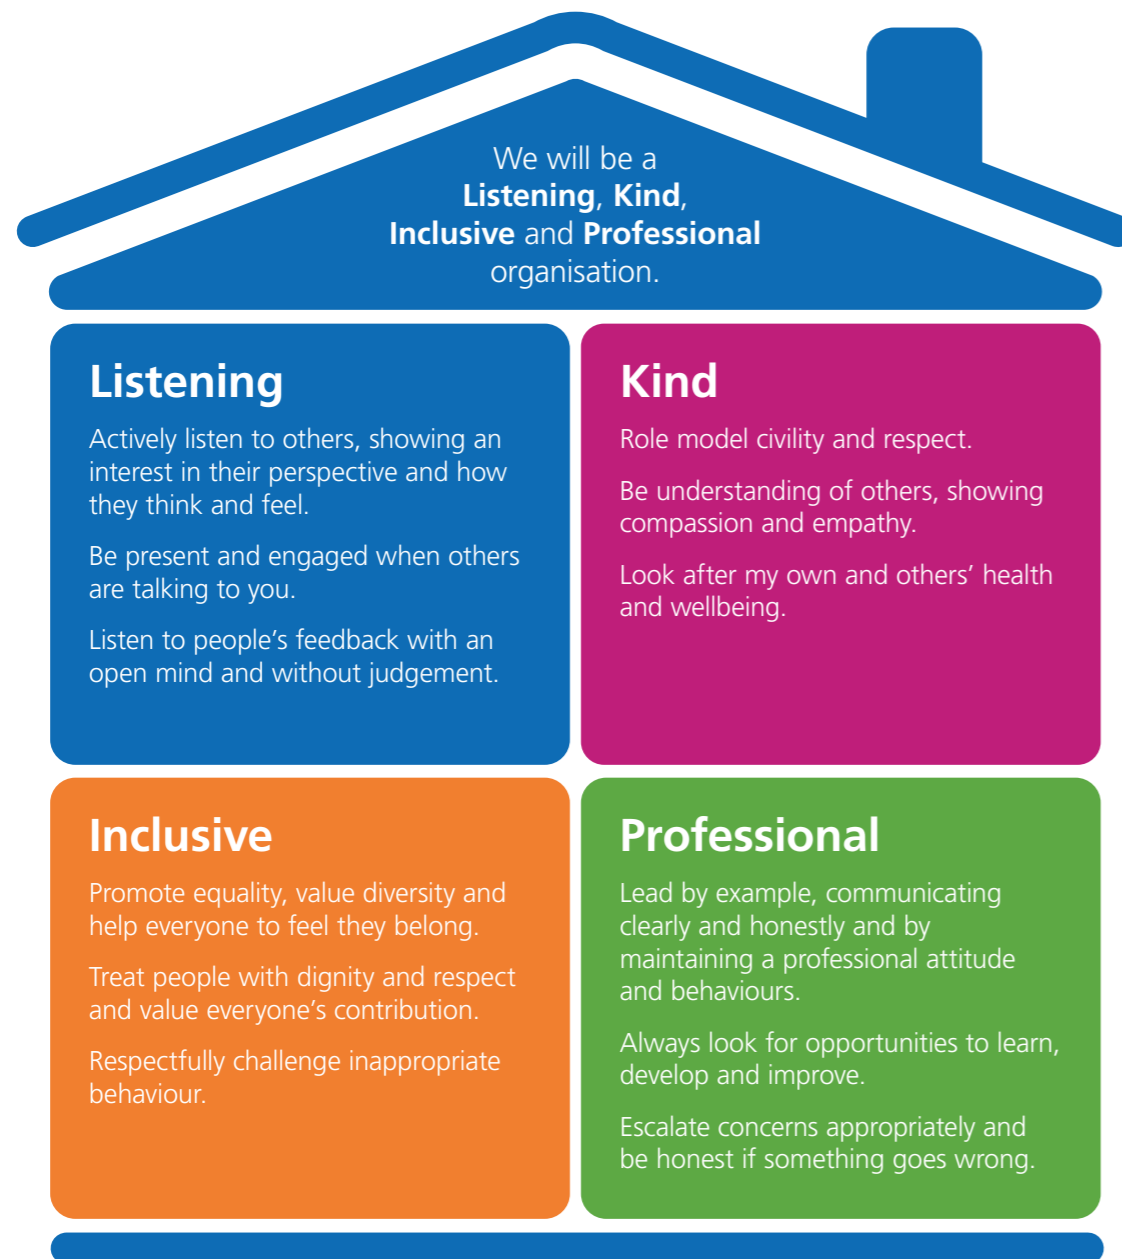 We will be a
Listening, Kind,
Inclusive and Professional
organisation.
Listening
Actively listen to others, showing an
interest in their perspective and how
they think and feel.
Be present and engaged when others
are talking to you.
Listen to people’s feedback with an
open mind and without judgement.
Kind
Role model civility and respect.
Be understanding of others, showing
compassion and empathy.
Look after my own and others’ health
and wellbeing.
Inclusive
Promote equality, value diversity and
help everyone to feel they belong.
Treat people with dignity and respect
and value everyone’s contribution.
Respectfully challenge inappropriate
behaviour.
Professional
Lead by example, communicating
clearly and honestly and by
maintaining a professional attitude
and behaviours.
Always look for opportunities to learn,
develop and improve.
Escalate concerns appropriately and
be honest if something goes wrong.